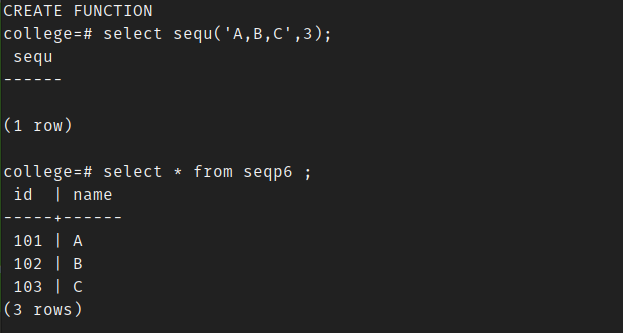 CREATE FUNCTION
college=# select sequ('A,B,C',3);
 sequ
------

(1 row)

college=# select * from seqp6 ;
 id  | name
-----+------
 101 | A
 102 | B
 103 | C
(3 rows)